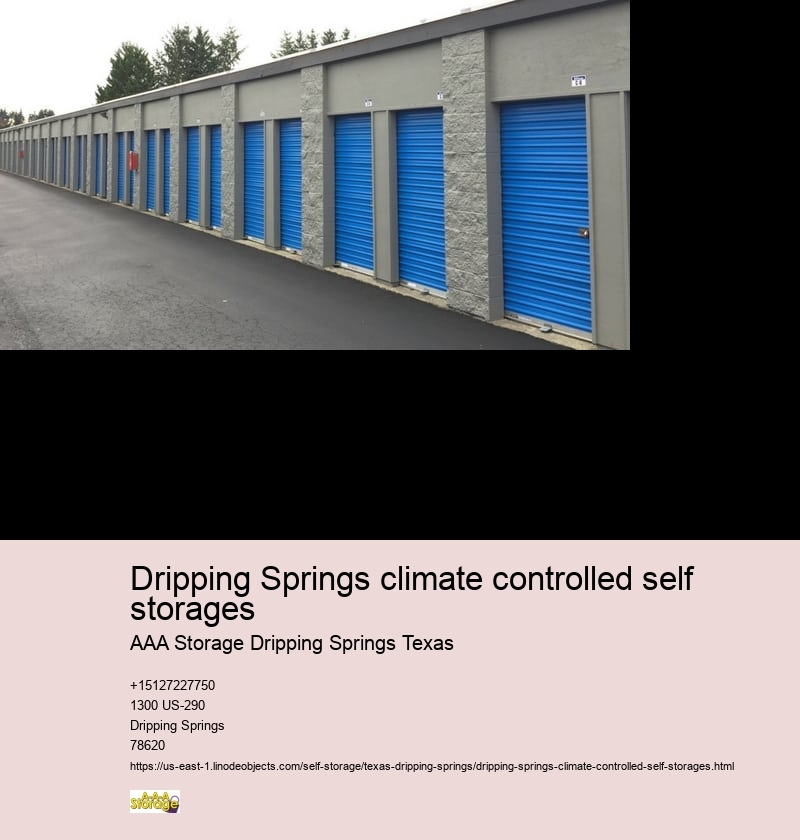 Dripping Springs climate controlled self
storages
AAA Storage Dripping Springs Texas
+15127227750
1300 US-290
Dripping Springs
78620
https://us-east-1.linodeobjects.com/self-storage/texas-dripping-springs/dripping-springs-climate-controlled-self-storages.html
A-A-A
Storage